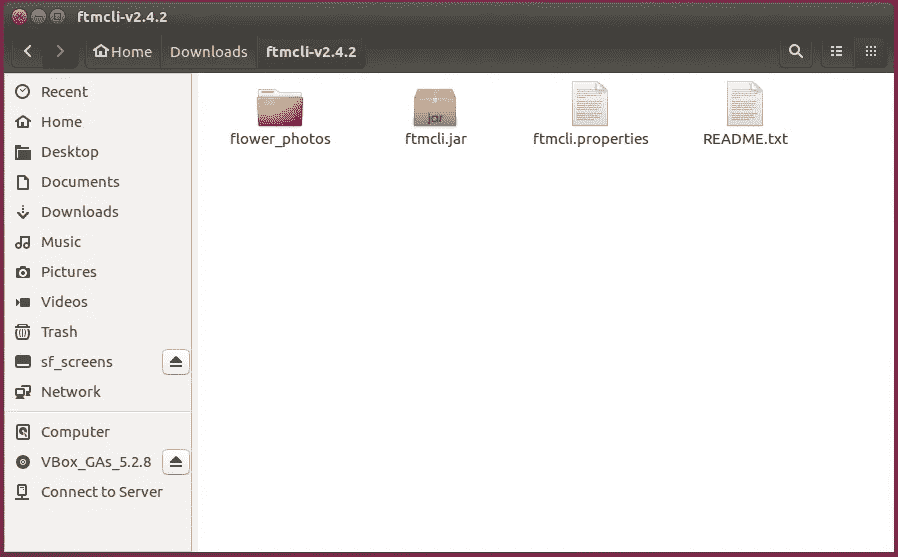 ftmcli-v2.4.2
Home Downloads ftmcli-v2.4.2
Recent
Home
Desktop
Documents
Downloads
Music
Pictures
Videos
Trash
sf_screens
Network
Computer
VBox_GAs_5.2.8
Connect to Server
jar
flower_photos ftmcli.jar ftmcli.properties README.txt